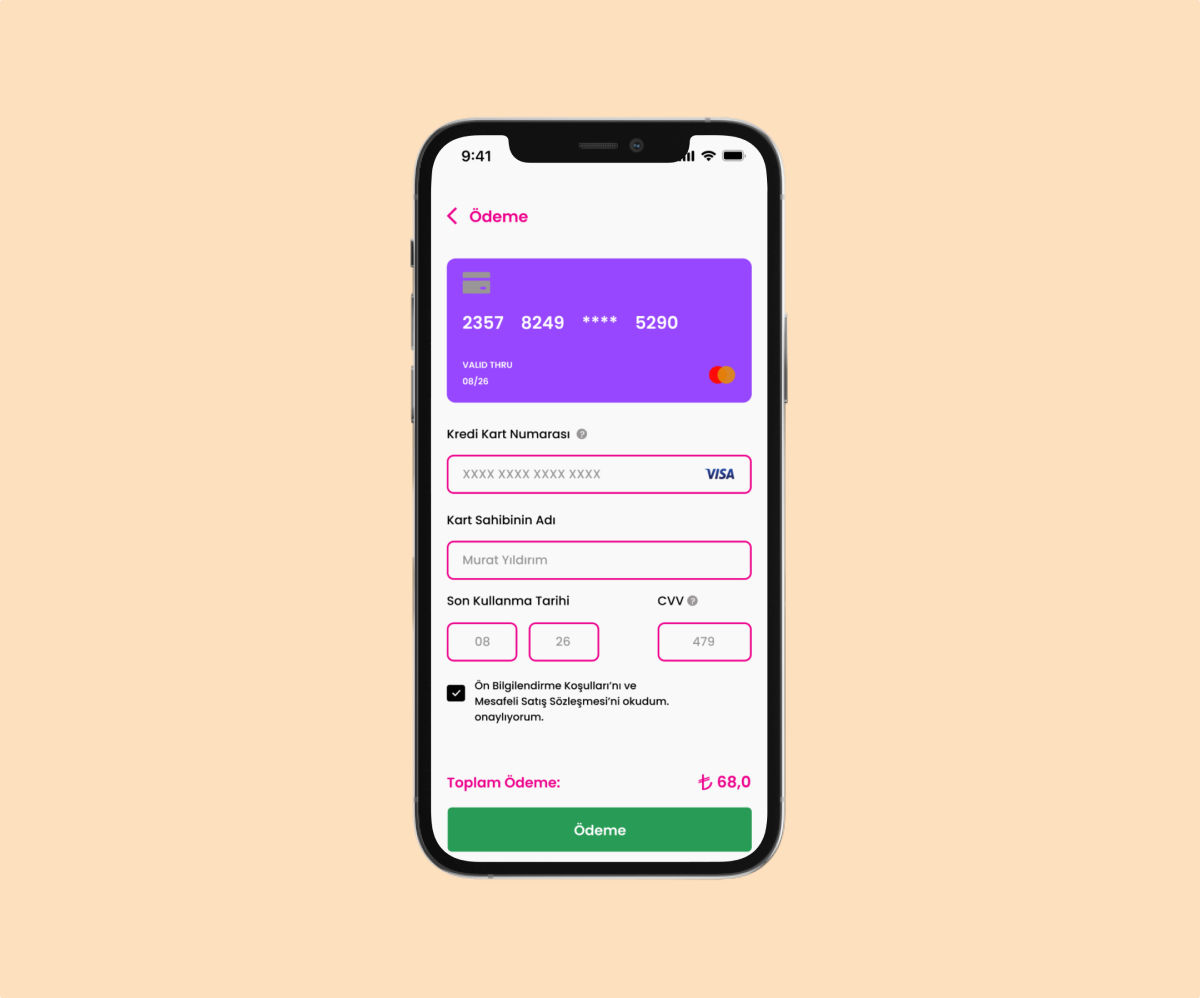 9:41
Ödeme
2357 8249 **** 5290
VALID THRU
08/26
Kredi Kart Numarası ?
XXXX XXXX XXXX XXXX VISA
Kart Sahibinin Adı
Murat Yıldırım
Son Kullanma Tarihi CVV ?
08 26 479
Ön Bilgilendirme Koşulları’nı ve
Mesafeli Satış Sözleşmesi’ni okudum.
onaylıyorum.
Toplam Ödeme: ₺ 68,0
Ödeme